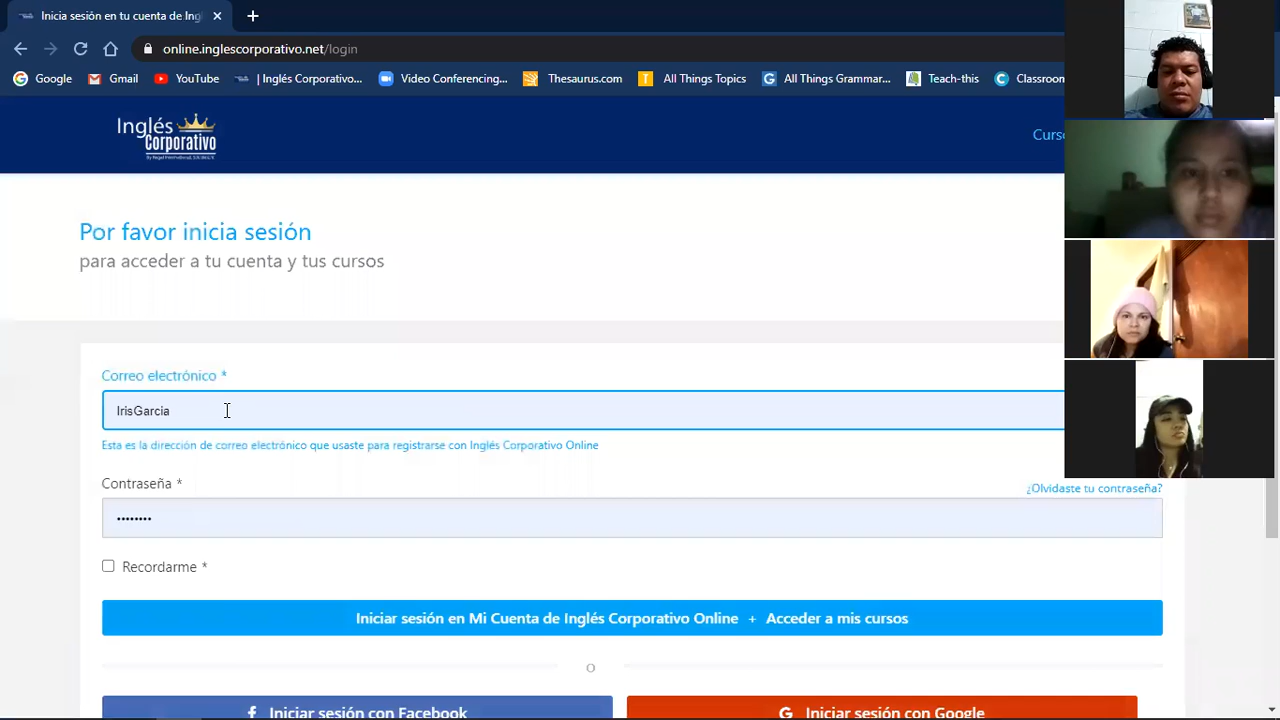 Inicia sesión en tu cuenta de Ing
online.inglescorporativo.net/login
Google Gmail YouTube | Inglés Corporativo... Video Conferencing,... Thesaurus.com All Things Topics All Things Grammar... Teach-this Classroom
Inglés
Corporativo
Curso
Por favor inicia sesión
para acceder a tu cuenta y tus cursos
Correo electrónico *
IrisGarcia
Esta es la dirección de correo electrónico que usaste para registrarse con Inglés Corporativo Online
Contraseña *
¿Olvidaste tu contraseña?
••••••••
Recordarme *
Iniciar sesión en Mi Cuenta de Inglés Corporativo Online + Acceder a mis cursos
O
Iniciar sesión con Facebook
Iniciar sesión con Google